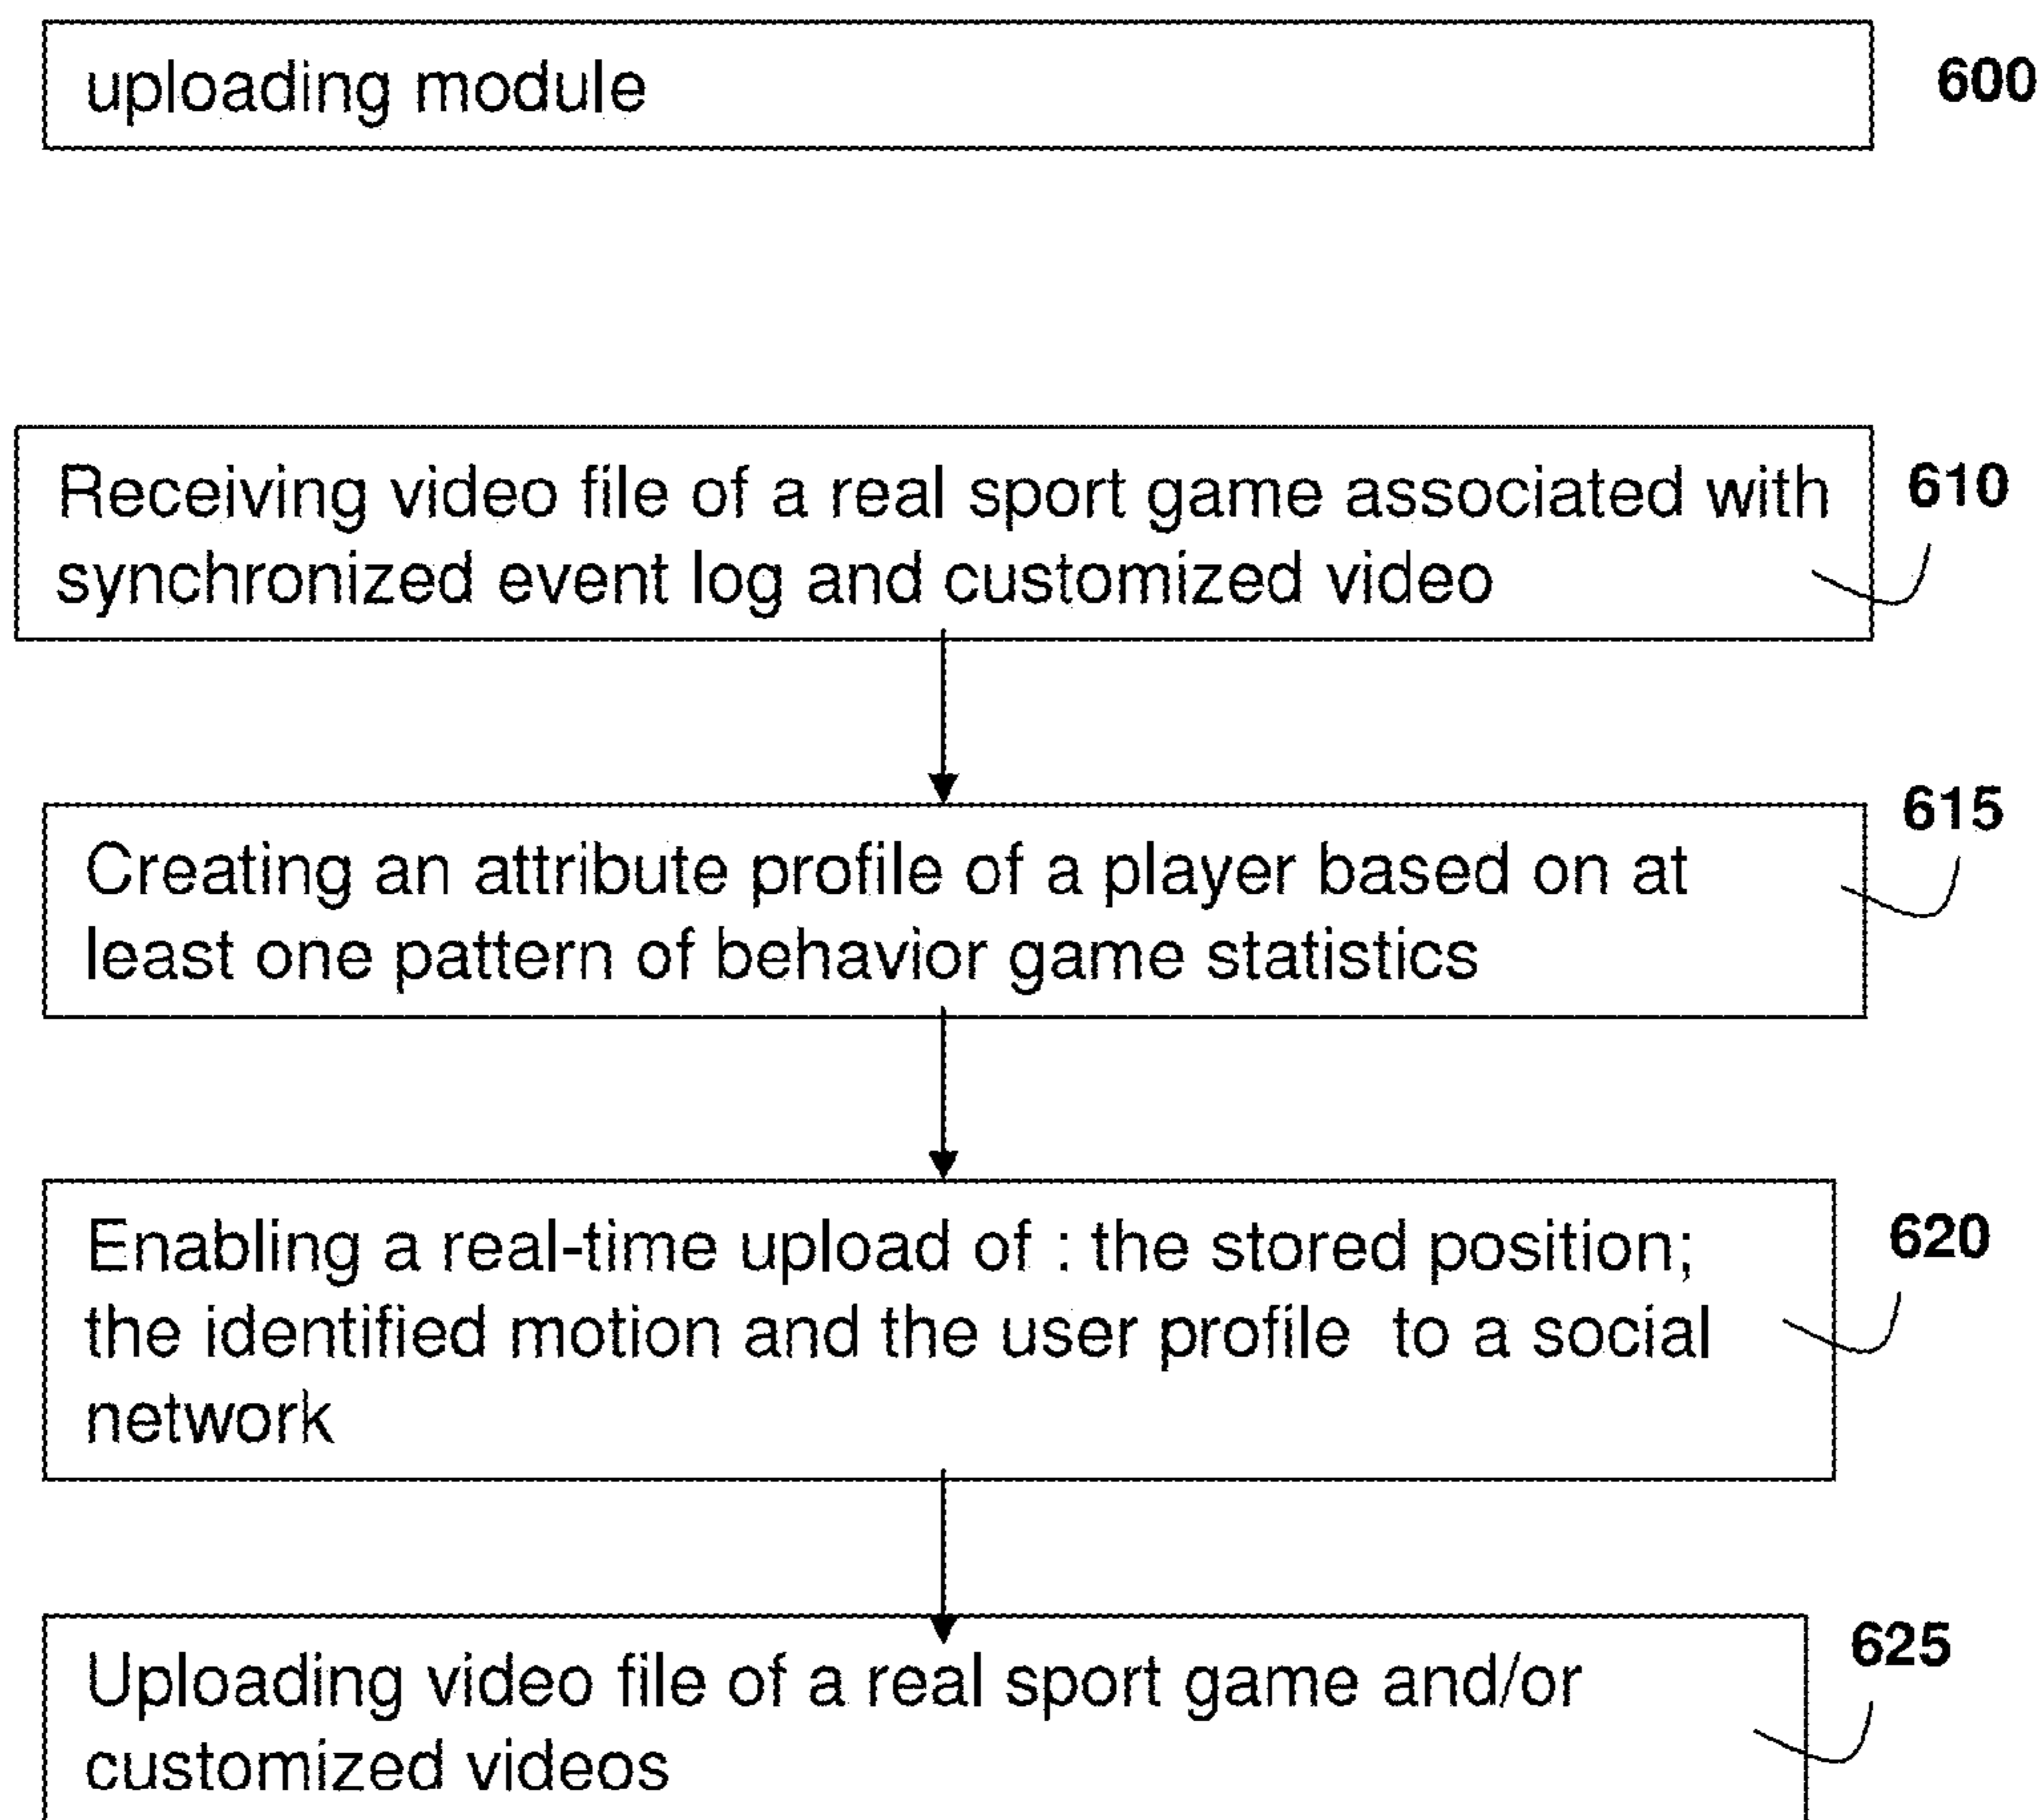 uploading module
600
Receiving video file of a real sport game associated with
610
synchronized event log and customized video
615
Creating an attribute profile of a player based on at
least one pattern of behavior game statistics
Enabling a real-time upload of : the stored position;
620
the identified motion and the user profile to a social
network
625
Uploading video file of a real sport game and/or
customized videos